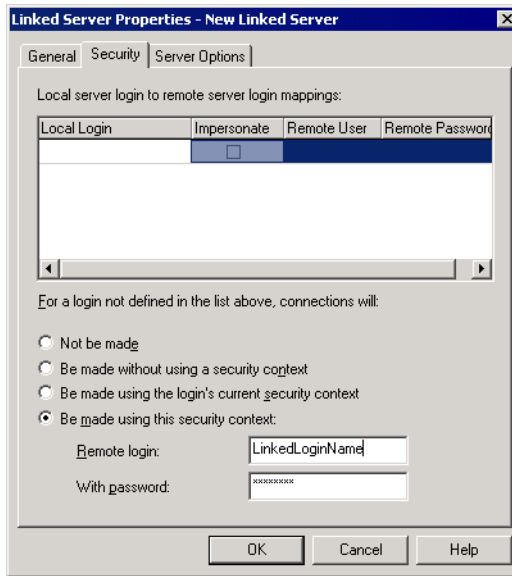 Linked Server Properties - New Linked Server
General Security Server Options
Local server login to remote server login mappings:
Local Login Impersonate Remote User Remote Password
For a login not defined in the list above, connections will:
Not be made
Be made without using a security context
Be made using the login's current security context
Be made using this security context:
Remote login: LinkedLoginName
With password: xxxxxxxx
OK Cancel Help